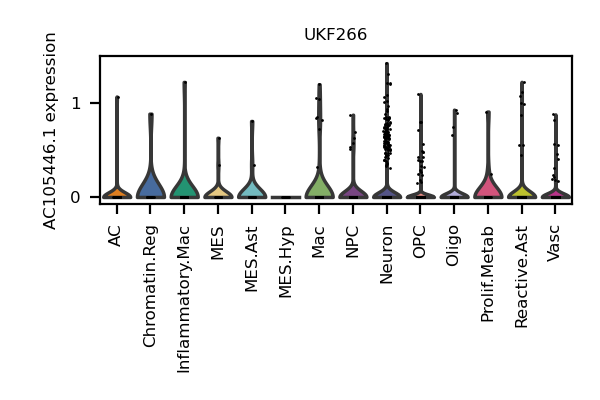 UKF266
AC105446.1 expression
1
0
AC
Chromatin.Reg
Inflammatory.Mac
MES
MES.Ast
MES.Hyp
Mac
NPC
Neuron
OPC
Oligo
Prolif.Metab
Reactive.Ast
Vasc